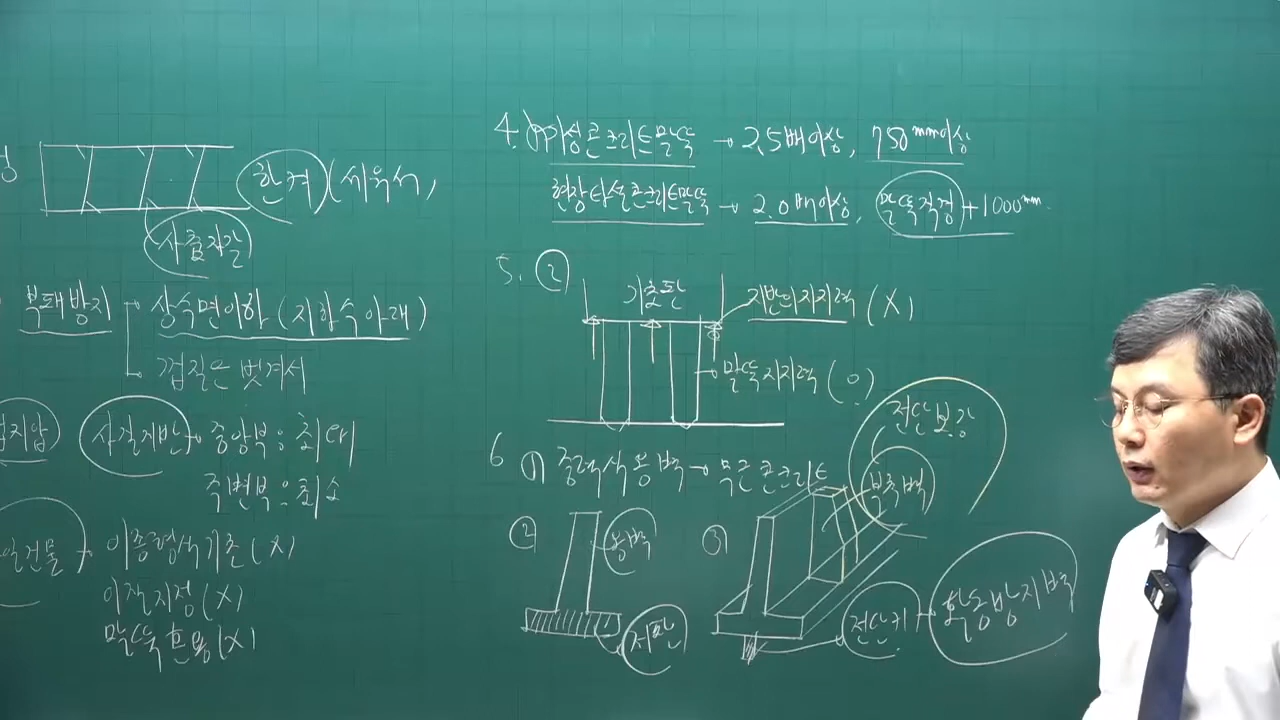 한켜 (세워서,
사춤자갈
부패방지 상수면이하 (지하수 아래)
껍질은 벗겨서
접지압 사질지반 → 중앙부 : 최대
주변부 : 최소
일건물 이종형식기초 (X)
이질지정 (X)
말뚝혼용 (X)
4. 기성콘크리트말뚝 → 2.5배이상, 750mm이상
현장타설콘크리트말뚝 → 2.0배이상, 말뚝직경+1000mm
5. ② 기초판 지반의 지지력 (X)
말뚝지지력 (O)
6 ① 중력식옹벽 → 무근콘크리트
전단보강
부축벽
② 옹벽
저판
③
전단키 활동방지벽